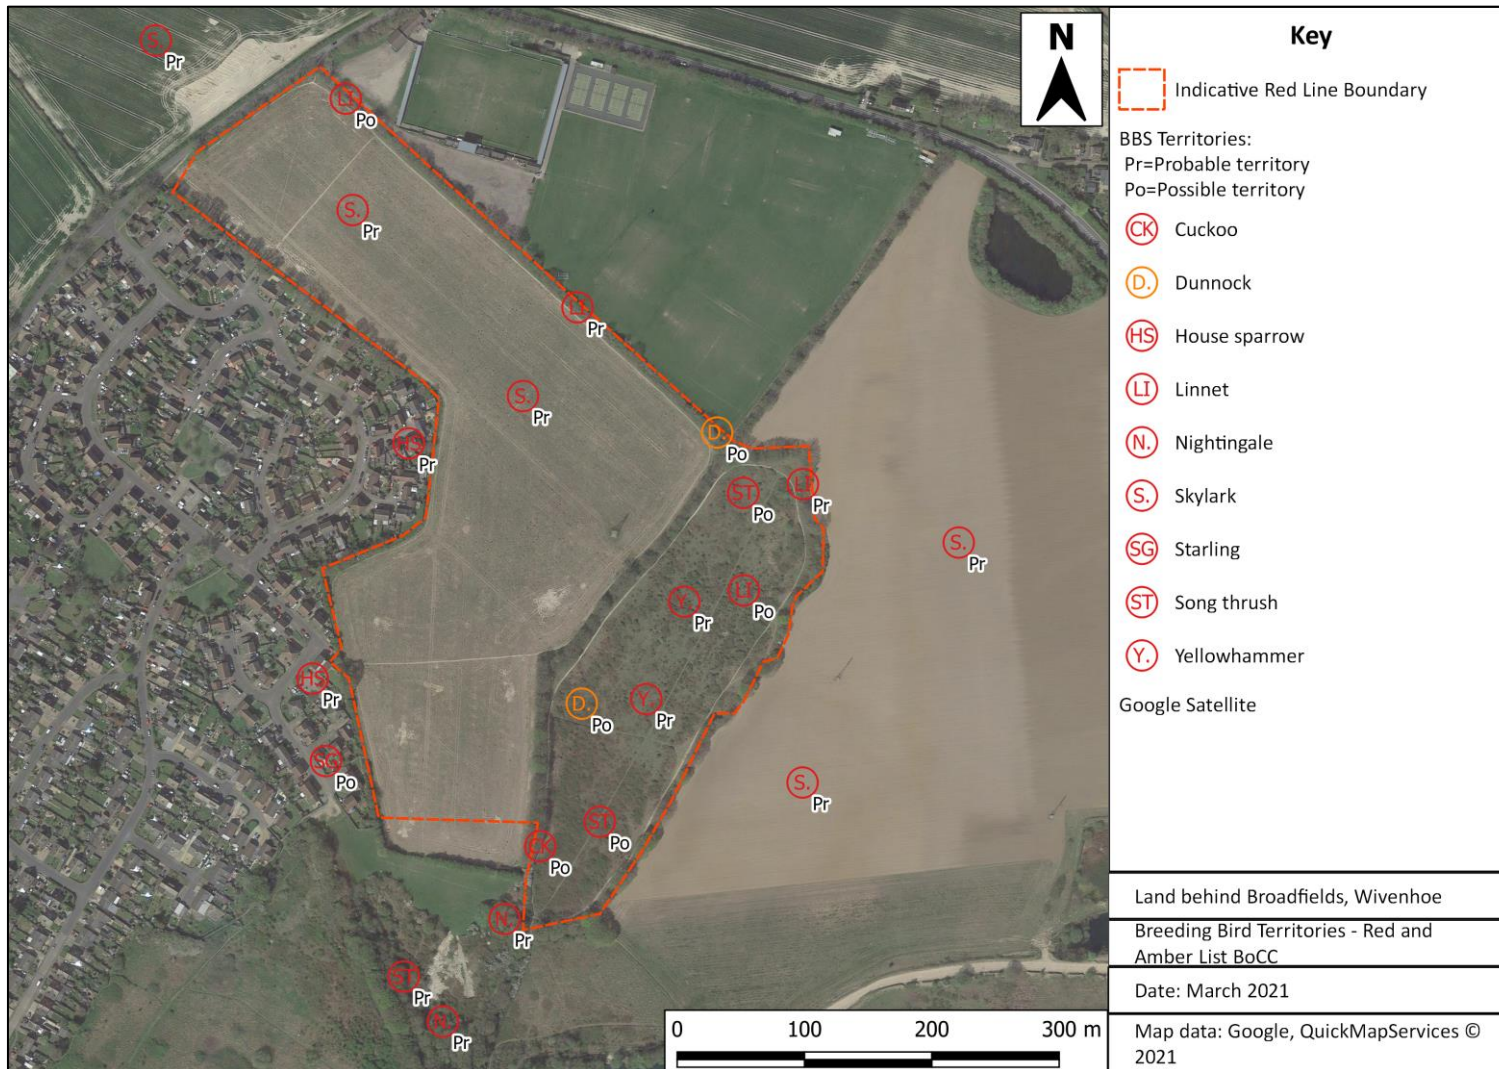 S.
Pr
LI
Po
S.
Pr
LI
Pr
S.
Pr
HS
Pr
D.
Po
ST
Po
LI
Pr
S.
Pr
Y.
Pr
LI
Po
HS
Pr
D.
Po
Y.
Pr
SG
Po
S.
Pr
ST
Po
CK
Po
N.
Pr
ST
Pr
N.
Pr
N
0 100 200 300 m
Key
Indicative Red Line Boundary
BBS Territories:
Pr=Probable territory
Po=Possible territory
CK Cuckoo
D. Dunnock
HS House sparrow
LI Linnet
N. Nightingale
S. Skylark
SG Starling
ST Song thrush
Y. Yellowhammer
Google Satellite
Land behind Broadfields, Wivenhoe
Breeding Bird Territories - Red and
Amber List BoCC
Date: March 2021
Map data: Google, QuickMapServices ©
2021